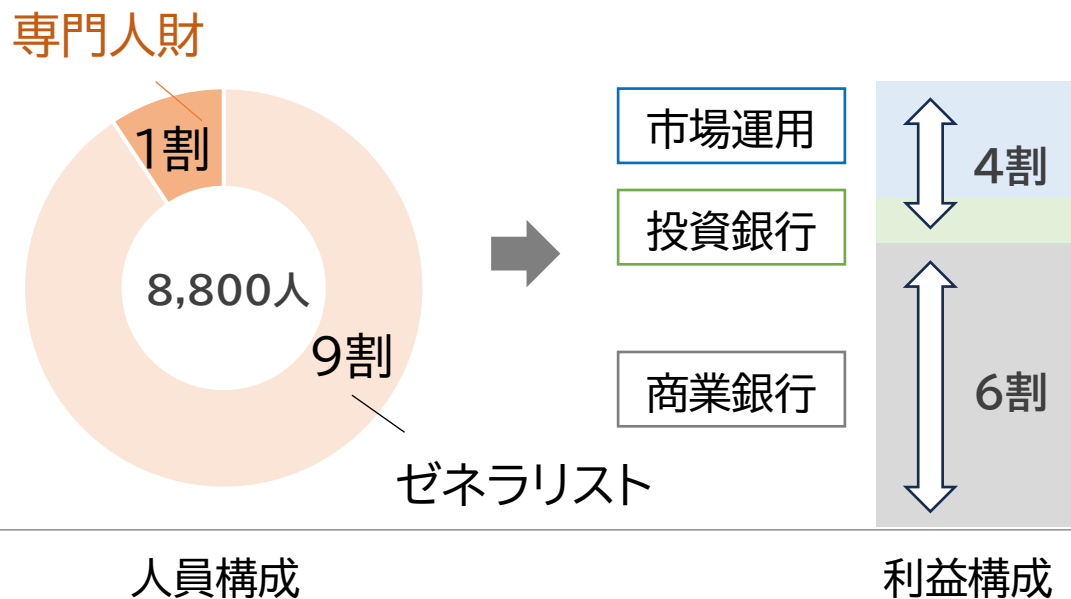 専門人財
1割
8,800人
9割
ゼネラリスト
人員構成
市場運用
投資銀行
商業銀行
4割
6割
利益構成